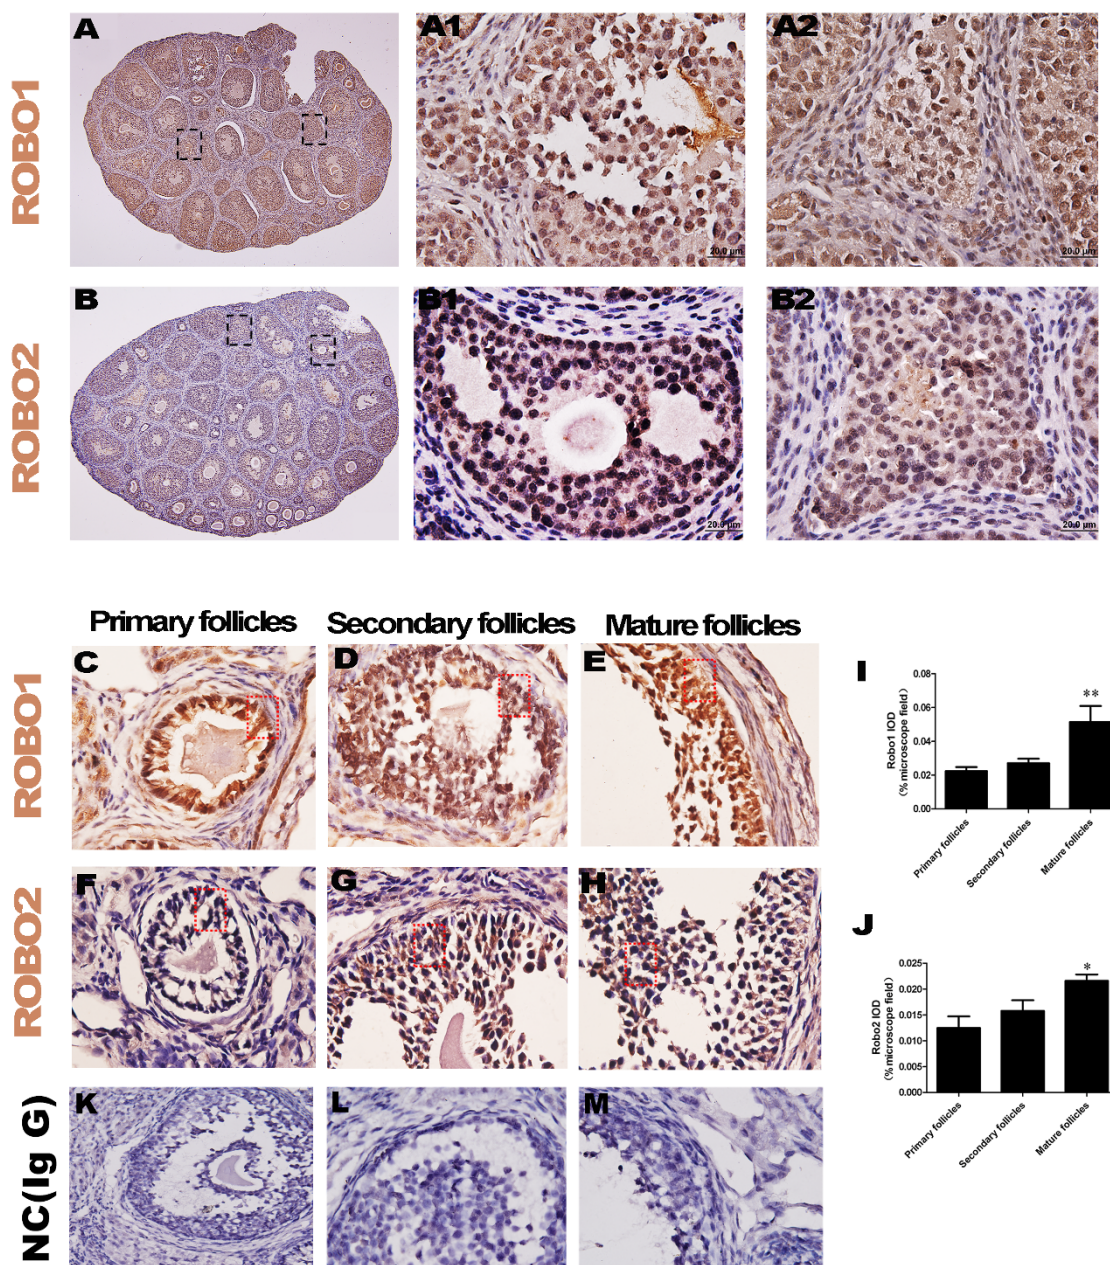 A
A1
A2
ROBO1
20.0 µm
20.0 µm
B
B1
B2
ROBO2
20.0 µm
20.0 µm
Primary follicles
Secondary follicles
Mature follicles
ROBO1
C
D
E
ROBO2
F
G
H
NC(Ig G)
K
L
M
I
Robo1 IOD
(% microscope field)
0.08
0.06
0.04
0.02
0.00
**
Primary follicles
Secondary follicles
Mature follicles
J
Robo2 IOD
(% microscope field)
0.025
0.020
0.015
0.010
0.005
0.000
*
Primary follicles
Secondary follicles
Mature follicles